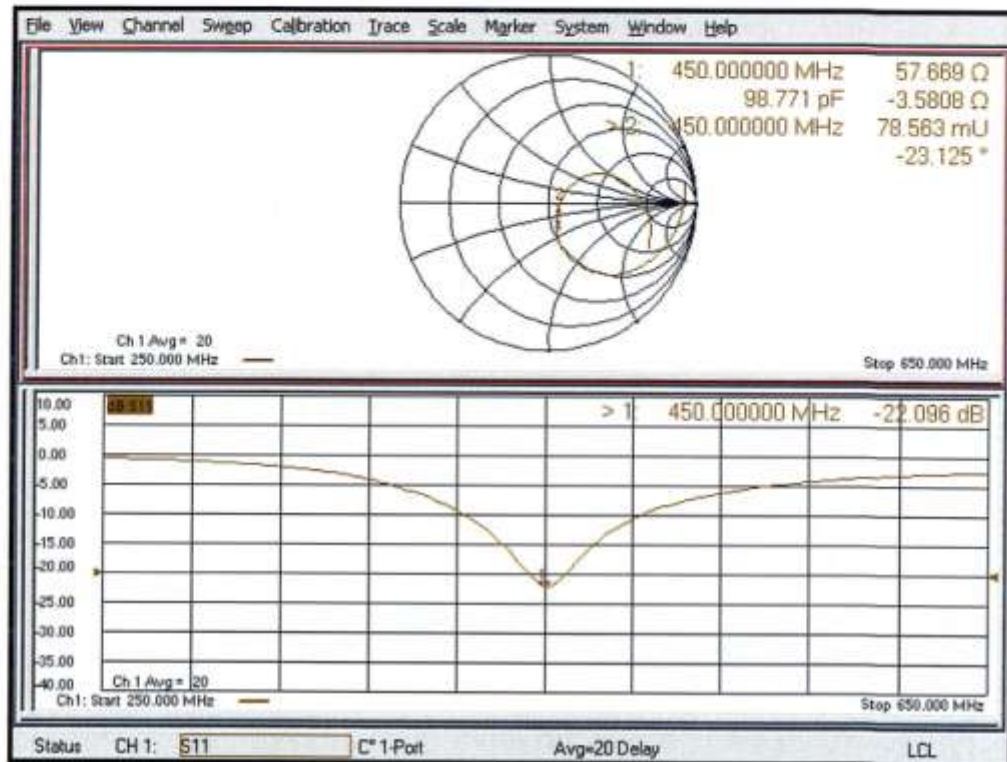 File View Channel Sweep Calibration Trace Scale Marker System Window Help
1: 450.000000 MHz 57.669 Ω
98.771 pF -3.5808 Ω
> 2: 450.000000 MHz 78.563 mU
-23.125 °
Ch 1 Avg = 20
Ch1: Start 250.000 MHz
Stop 650.000 MHz
10.00
dB S11
> 1: 450.000000 MHz -22.096 dB
5.00
0.00
-5.00
-10.00
-15.00
-20.00
-25.00
-30.00
-35.00
-40.00
Ch 1 Avg = 20
Ch1: Start 250.000 MHz
Stop 650.000 MHz
Status CH 1: S11 C* 1-Port Avg=20 Delay LCL